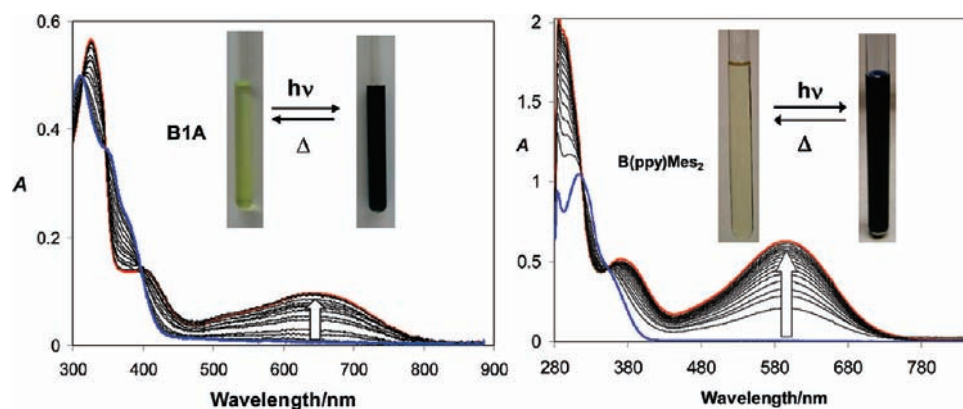 0.6
0.4
A
0.2
0
300 400 500 600 700 800 900
Wavelength/nm
B1A
hν
Δ
2
1.5
A
1
0.5
0
280 380 480 580 680 780
Wavelength/nm
B(ppy)Mes₂
hν
Δ